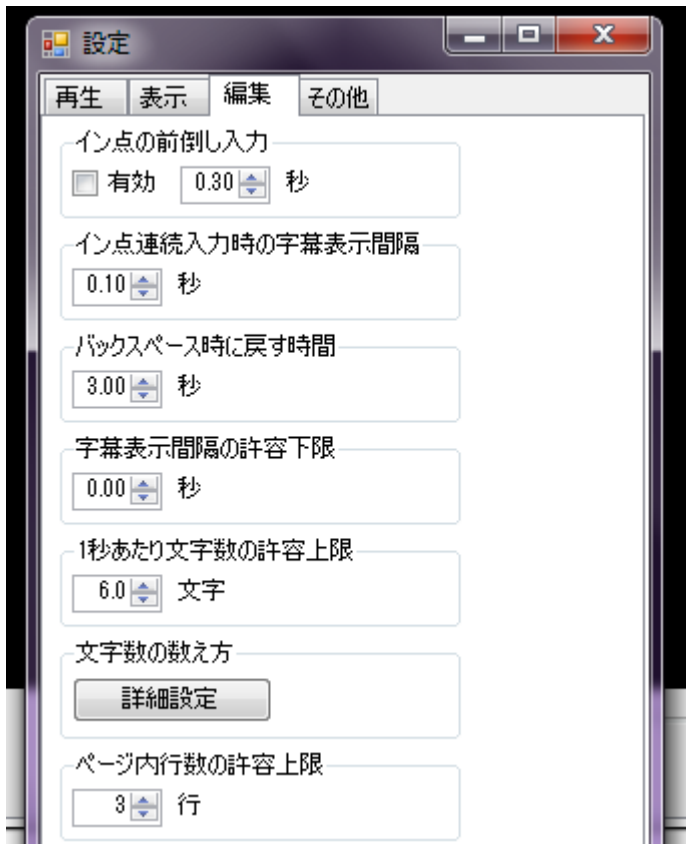 設定
再生 表示 編集 その他
イン点の前倒し入力
有効 0.30 秒
イン点連続入力時の字幕表示間隔
0.10 秒
バックスペース時に戻す時間
3.00 秒
字幕表示間隔の許容下限
0.00 秒
1秒あたり文字数の許容上限
6.0 文字
文字数の数え方
詳細設定
ページ内行数の許容上限
3 行